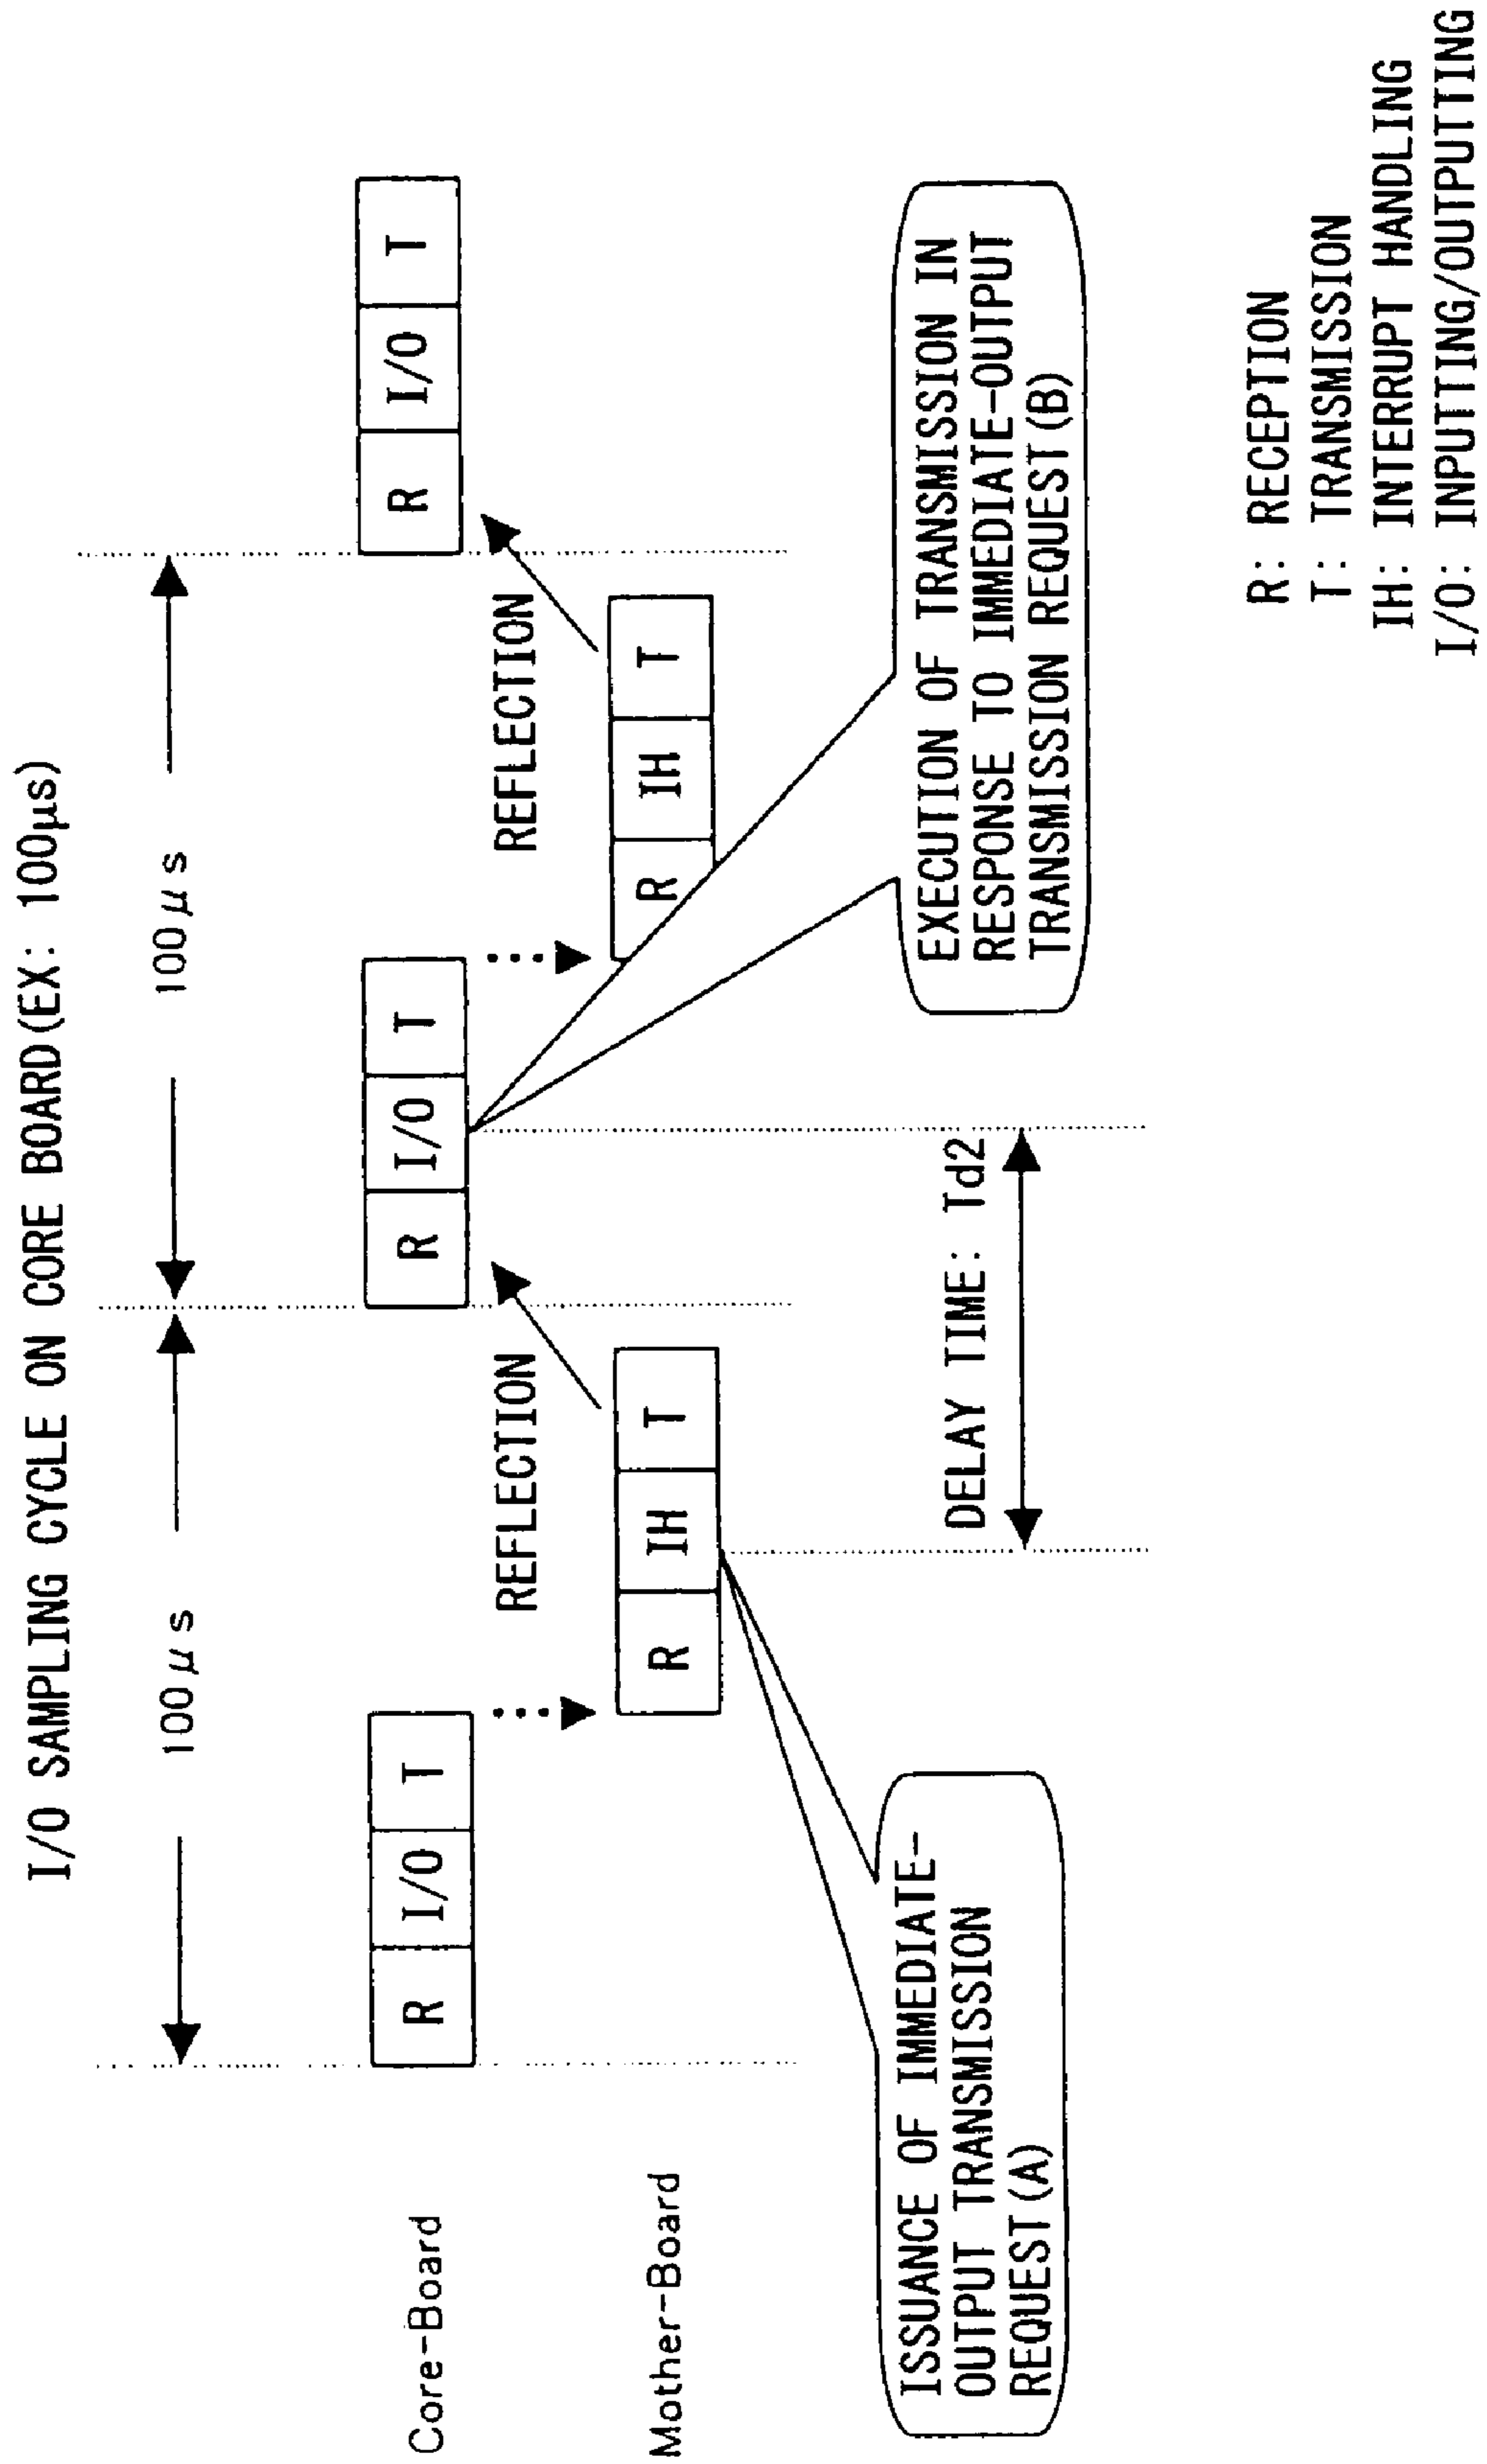 I/O SAMPLING CYCLE ON CORE BOARD(EX: 100μs)
100μs
100μs
Core-Board
R
I/O
T
R
I/O
T
R
I/O
T
REFLECTION
REFLECTION
Mother-Board
R
IH
T
R
IH
T
ISSUANCE OF IMMEDIATE-
OUTPUT TRANSMISSION
REQUEST(A)
DELAY TIME: Td2
EXECUTION OF TRANSMISSION IN
RESPONSE TO IMMEDIATE-OUTPUT
TRANSMISSION REQUEST(B)
R: RECEPTION
T: TRANSMISSION
IH: INTERRUPT HANDLING
I/O: INPUTTING/OUTPUTTING